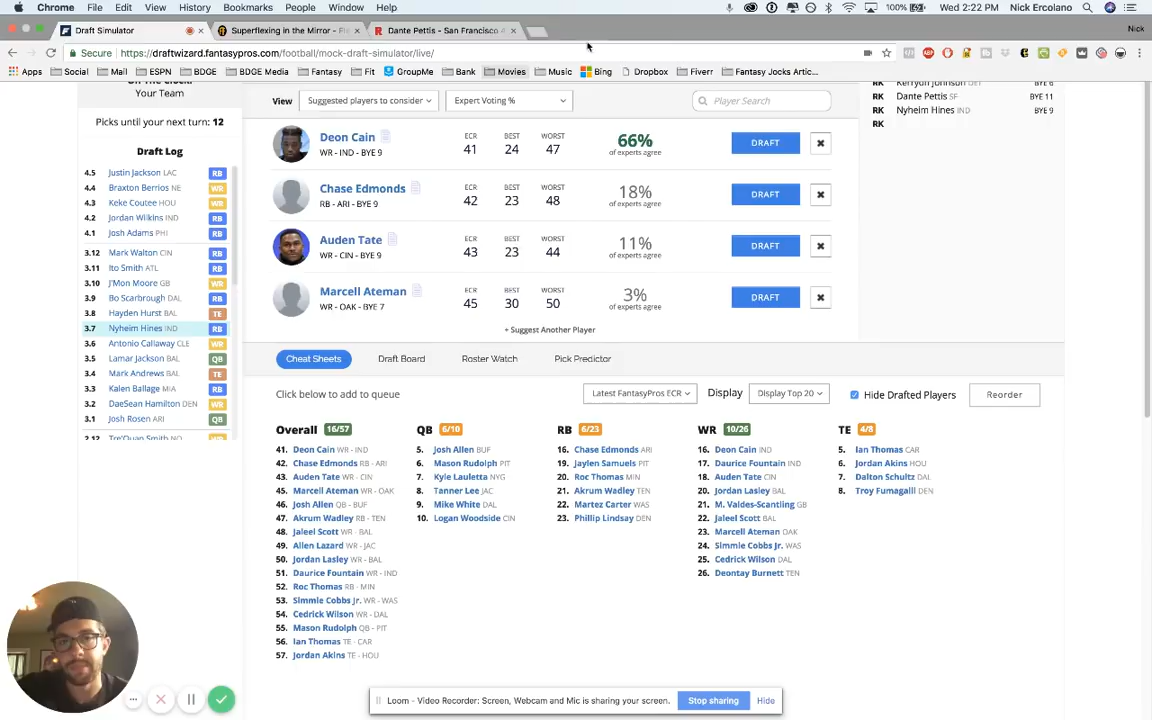 Chrome File Edit View History Bookmarks People Window Help 100% Wed 2:22 PM Nick Ercolano
Draft Simulator Superflexing in the Mirror - Fle Dante Pettis - San Francisco Nick
Secure https://draftwizard.fantasypros.com/football/mock-draft-simulator/live/
Apps Social Mail ESPN BDGE BDGE Media Fantasy Fit GroupMe Bank Movies Music Bing Dropbox Fiverr Fantasy Jocks Artic...
Your Team
Picks until your next turn: 12
Draft Log
4.5 Justin Jackson LAC RB
4.4 Braxton Berrios NE WR
4.3 Keke Coutee HOU WR
4.2 Jordan Wilkins IND RB
4.1 Josh Adams PHI RB
3.12 Mark Walton CIN RB
3.11 Ito Smith ATL RB
3.10 J'Mon Moore GB WR
3.9 Bo Scarbrough DAL RB
3.8 Hayden Hurst BAL TE
3.7 Nyheim Hines IND RB
3.6 Antonio Callaway CLE WR
3.5 Lamar Jackson BAL QB
3.4 Mark Andrews BAL TE
3.3 Kalen Ballage MIA RB
3.2 DaeSean Hamilton DEN WR
3.1 Josh Rosen ARI QB
2.12 Tre'Quan Smith NO WR
View Suggested players to consider Expert Voting % Player Search
Deon Cain WR - IND - BYE 9 ECR 41 BEST 24 WORST 47 66% of experts agree DRAFT
Chase Edmonds RB - ARI - BYE 9 ECR 42 BEST 23 WORST 48 18% of experts agree DRAFT
Auden Tate WR - CIN - BYE 9 ECR 43 BEST 23 WORST 44 11% of experts agree DRAFT
Marcell Ateman WR - OAK - BYE 7 ECR 45 BEST 30 WORST 50 3% of experts agree DRAFT
+ Suggest Another Player
RK Kerryon Johnson DET BYE 6
RK Dante Pettis SF BYE 11
RK Nyheim Hines IND BYE 9
RK
Cheat Sheets Draft Board Roster Watch Pick Predictor
Click below to add to queue Latest FantasyPros ECR Display Display Top 20 Hide Drafted Players Reorder
Overall 16/57
41. Deon Cain WR - IND
42. Chase Edmonds RB - ARI
43. Auden Tate WR - CIN
45. Marcell Ateman WR - OAK
46. Josh Allen QB - BUF
47. Akrum Wadley RB - TEN
48. Jaleel Scott WR - BAL
49. Allen Lazard WR - JAC
50. Jordan Lasley WR - BAL
51. Daurice Fountain WR - IND
52. Roc Thomas RB - MIN
53. Simmie Cobbs Jr. WR - WAS
54. Cedrick Wilson WR - DAL
55. Mason Rudolph QB - PIT
56. Ian Thomas TE - CAR
57. Jordan Akins TE - HOU
QB 6/10
5. Josh Allen BUF
6. Mason Rudolph PIT
7. Kyle Lauletta NYG
8. Tanner Lee JAC
9. Mike White DAL
10. Logan Woodside CIN
RB 6/23
16. Chase Edmonds ARI
19. Jaylen Samuels PIT
20. Roc Thomas MIN
21. Akrum Wadley TEN
22. Martez Carter WAS
23. Phillip Lindsay DEN
WR 10/26
16. Deon Cain IND
17. Daurice Fountain IND
18. Auden Tate CIN
20. Jordan Lasley BAL
21. M. Valdes-Scantling GB
22. Jaleel Scott BAL
23. Marcell Ateman OAK
24. Simmie Cobbs Jr. WAS
25. Cedrick Wilson DAL
26. Deontay Burnett TEN
TE 4/8
5. Ian Thomas CAR
6. Jordan Akins HOU
7. Dalton Schultz DAL
8. Troy Fumagalli DEN
Loom - Video Recorder: Screen, Webcam and Mic is sharing your screen. Stop sharing Hide